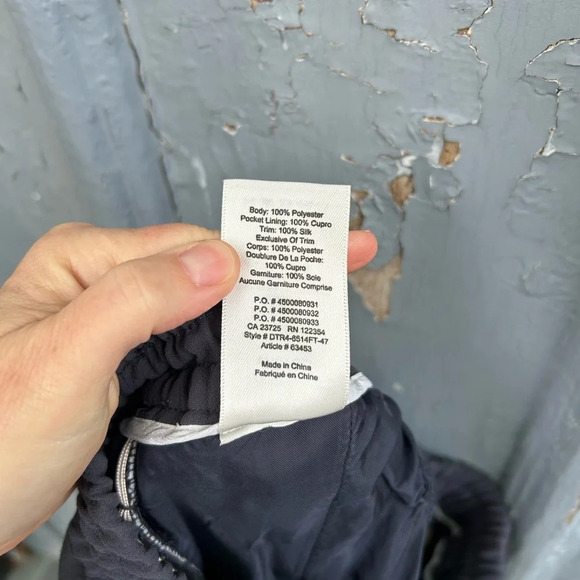 Body: 100% Polyester
Pocket Lining: 100% Cupro
Trim: 100% Silk
Exclusive Of Trim
Corps: 100% Polyester
Doublure De La Poche:
100% Cupro
Garniture: 100% Soie
Aucune Garniture Comprise
P.O. # 4500080931
P.O. # 4500080932
P.O. # 4500080933
CA 23725 RN 122354
Style # DTR4-8514FT-47
Article # 63453
Made in China
Fabriqué en Chine